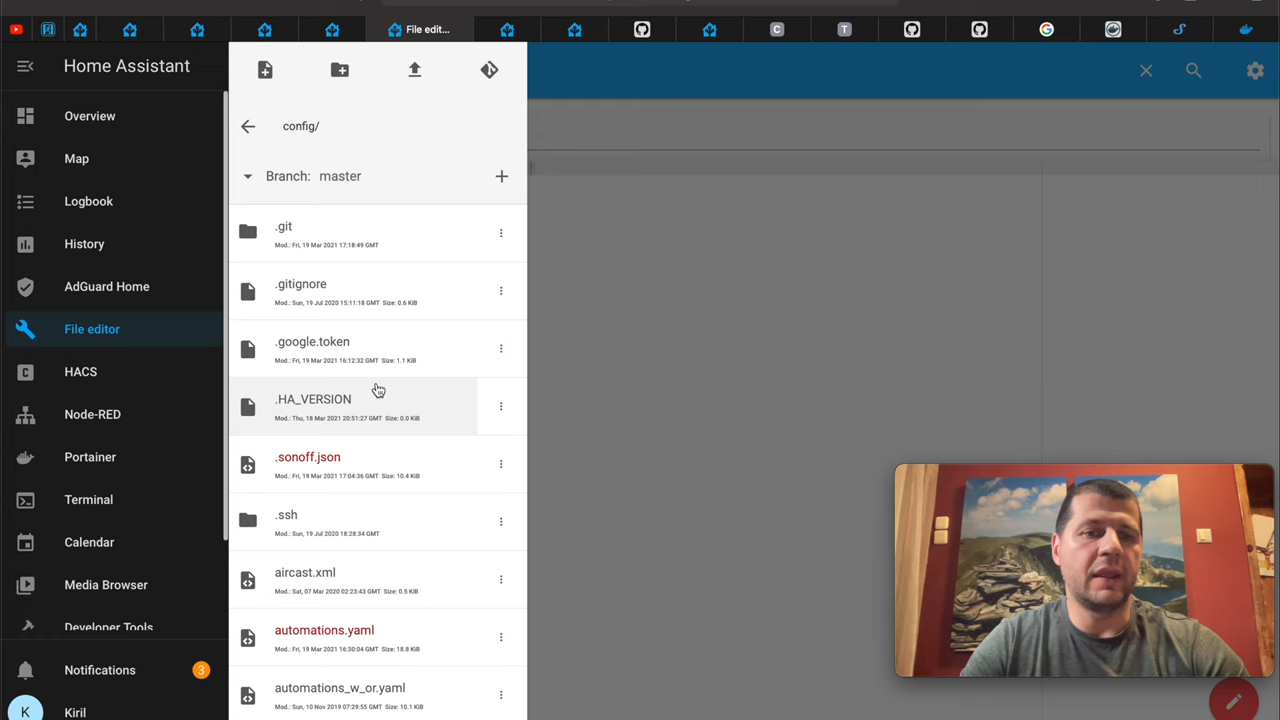 File edit...
Home Assistant
Overview
Map
Logbook
History
AdGuard Home
File editor
HACS
Node-RED
Portainer
Terminal
Calendar
Media Browser
Developer Tools
Notifications
3
K
Kiril
config/
Branch: master
.git
Mod.: Fri, 19 Mar 2021 17:18:49 GMT
.gitignore
Mod.: Sun, 19 Jul 2020 15:11:18 GMT Size: 0.6 KiB
.google.token
Mod.: Fri, 19 Mar 2021 16:12:32 GMT Size: 1.1 KiB
.HA_VERSION
Mod.: Thu, 18 Mar 2021 20:51:27 GMT Size: 0.0 KiB
.sonoff.json
Mod.: Fri, 19 Mar 2021 17:04:36 GMT Size: 10.4 KiB
.ssh
Mod.: Sun, 19 Jul 2020 18:28:34 GMT
aircast.xml
Mod.: Sat, 07 Mar 2020 02:23:43 GMT Size: 0.5 KiB
automations.yaml
Mod.: Fri, 19 Mar 2021 16:30:04 GMT Size: 18.8 KiB
automations_w_or.yaml
Mod.: Sun, 10 Nov 2019 07:29:55 GMT Size: 10.1 KiB